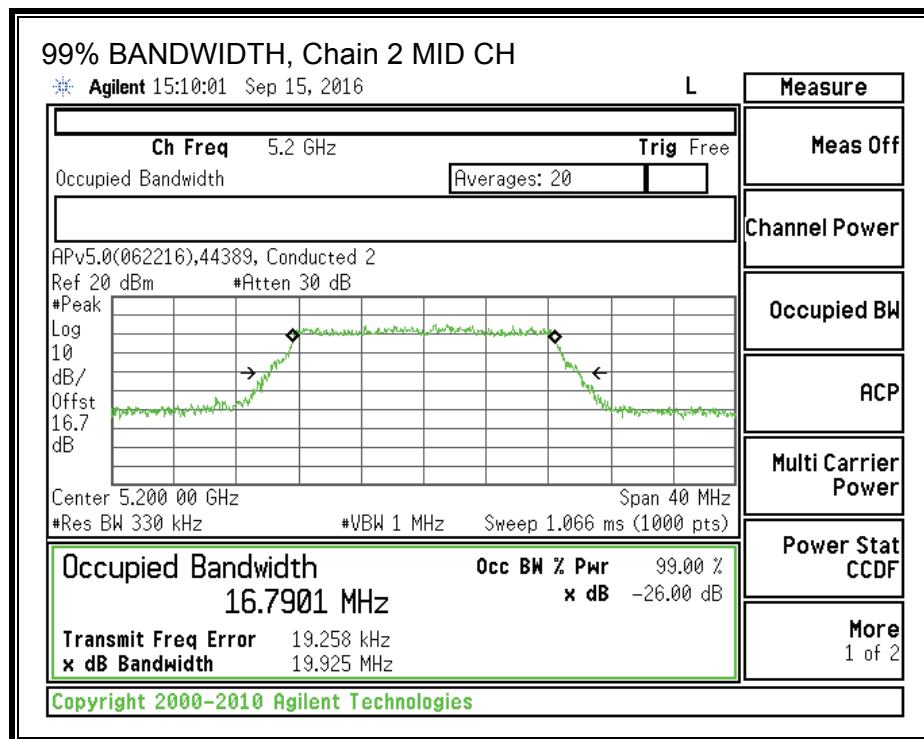 99% BANDWIDTH, Chain 2 MID CH
Agilent 15:10:01 Sep 15, 2016 L
Measure
Ch Freq 5.2 GHz Trig Free
Meas Off
Occupied Bandwidth Averages: 20
Channel Power
APv5.0(062216),44389, Conducted 2
Ref 20 dBm #Atten 30 dB
#Peak
Log
10
dB/
Offst
16.7
dB
Occupied BW
ACP
Multi Carrier
Power
Center 5.200 00 GHz Span 40 MHz
#Res BW 330 kHz #VBW 1 MHz Sweep 1.066 ms (1000 pts)
Power Stat
CCDF
Occupied Bandwidth Occ BW % Pwr 99.00 %
16.7901 MHz x dB -26.00 dB
Transmit Freq Error 19.258 kHz
x dB Bandwidth 19.925 MHz
More
1 of 2
Copyright 2000-2010 Agilent Technologies